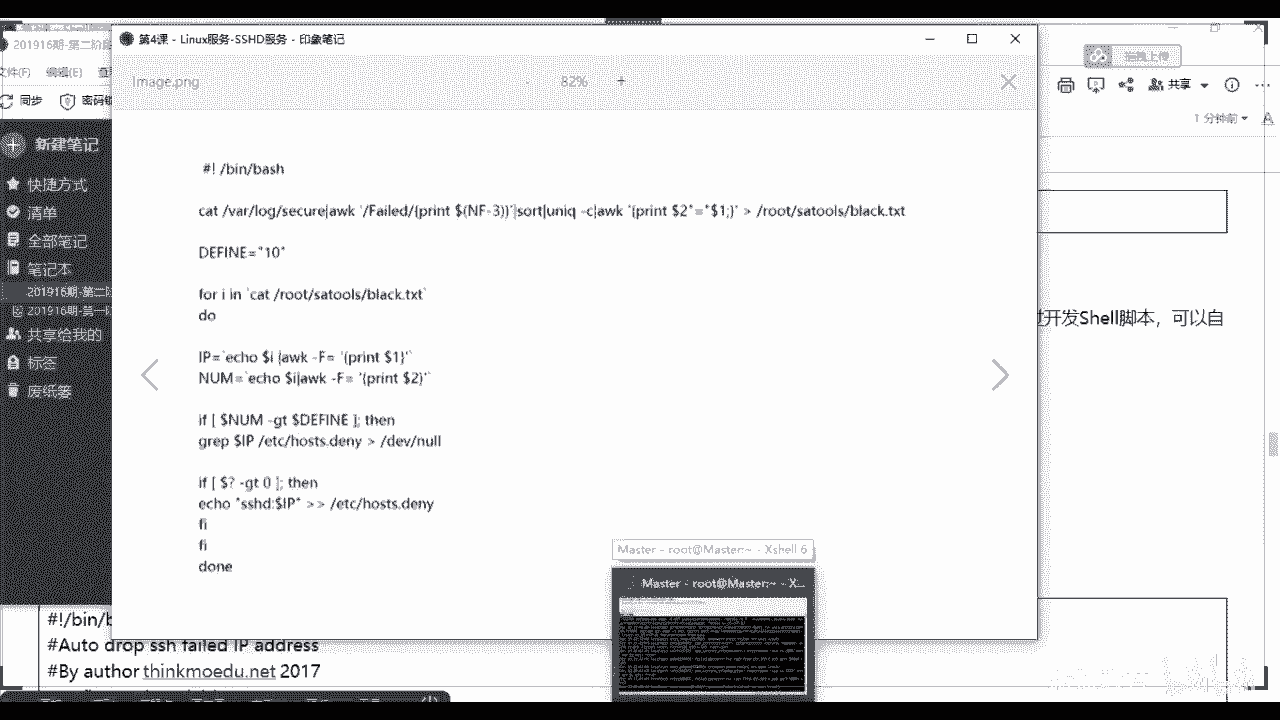 第4课 - Linux服务-SSHD服务 - 印象笔记
201916期-第二阶段
文件(F) 编辑(E)
image.png
82%
+
同步
共享
1 分钟前
新建笔记
快捷方式
清单
全部笔记
笔记本
201916期-第二
201916期-第一
共享给我的
标签
废纸篓
#! /bin/bash
cat /var/log/secure|awk '/Failed/{print $(NF-3)}'|sort|uniq -c|awk '{print $2"="$1;}' > /root/satools/black.txt
DEFINE="10"
for i in `cat /root/satools/black.txt`
do
IP=`echo $i |awk -F= '{print $1}'`
NUM=`echo $i|awk -F= '{print $2}'`
if [ $NUM -gt $DEFINE ]; then
grep $IP /etc/hosts.deny > /dev/null
if [ $? -gt 0 ]; then
echo "sshd:$IP" >> /etc/hosts.deny
fi
fi
done
开发Shell脚本，可以自
Master - root@Master:~ - Xshell 6
Master - root@Master:~ - X...
#!/bin/b
#Auto drop ssh failed IP address
#By author thinkmoedu.net 2017